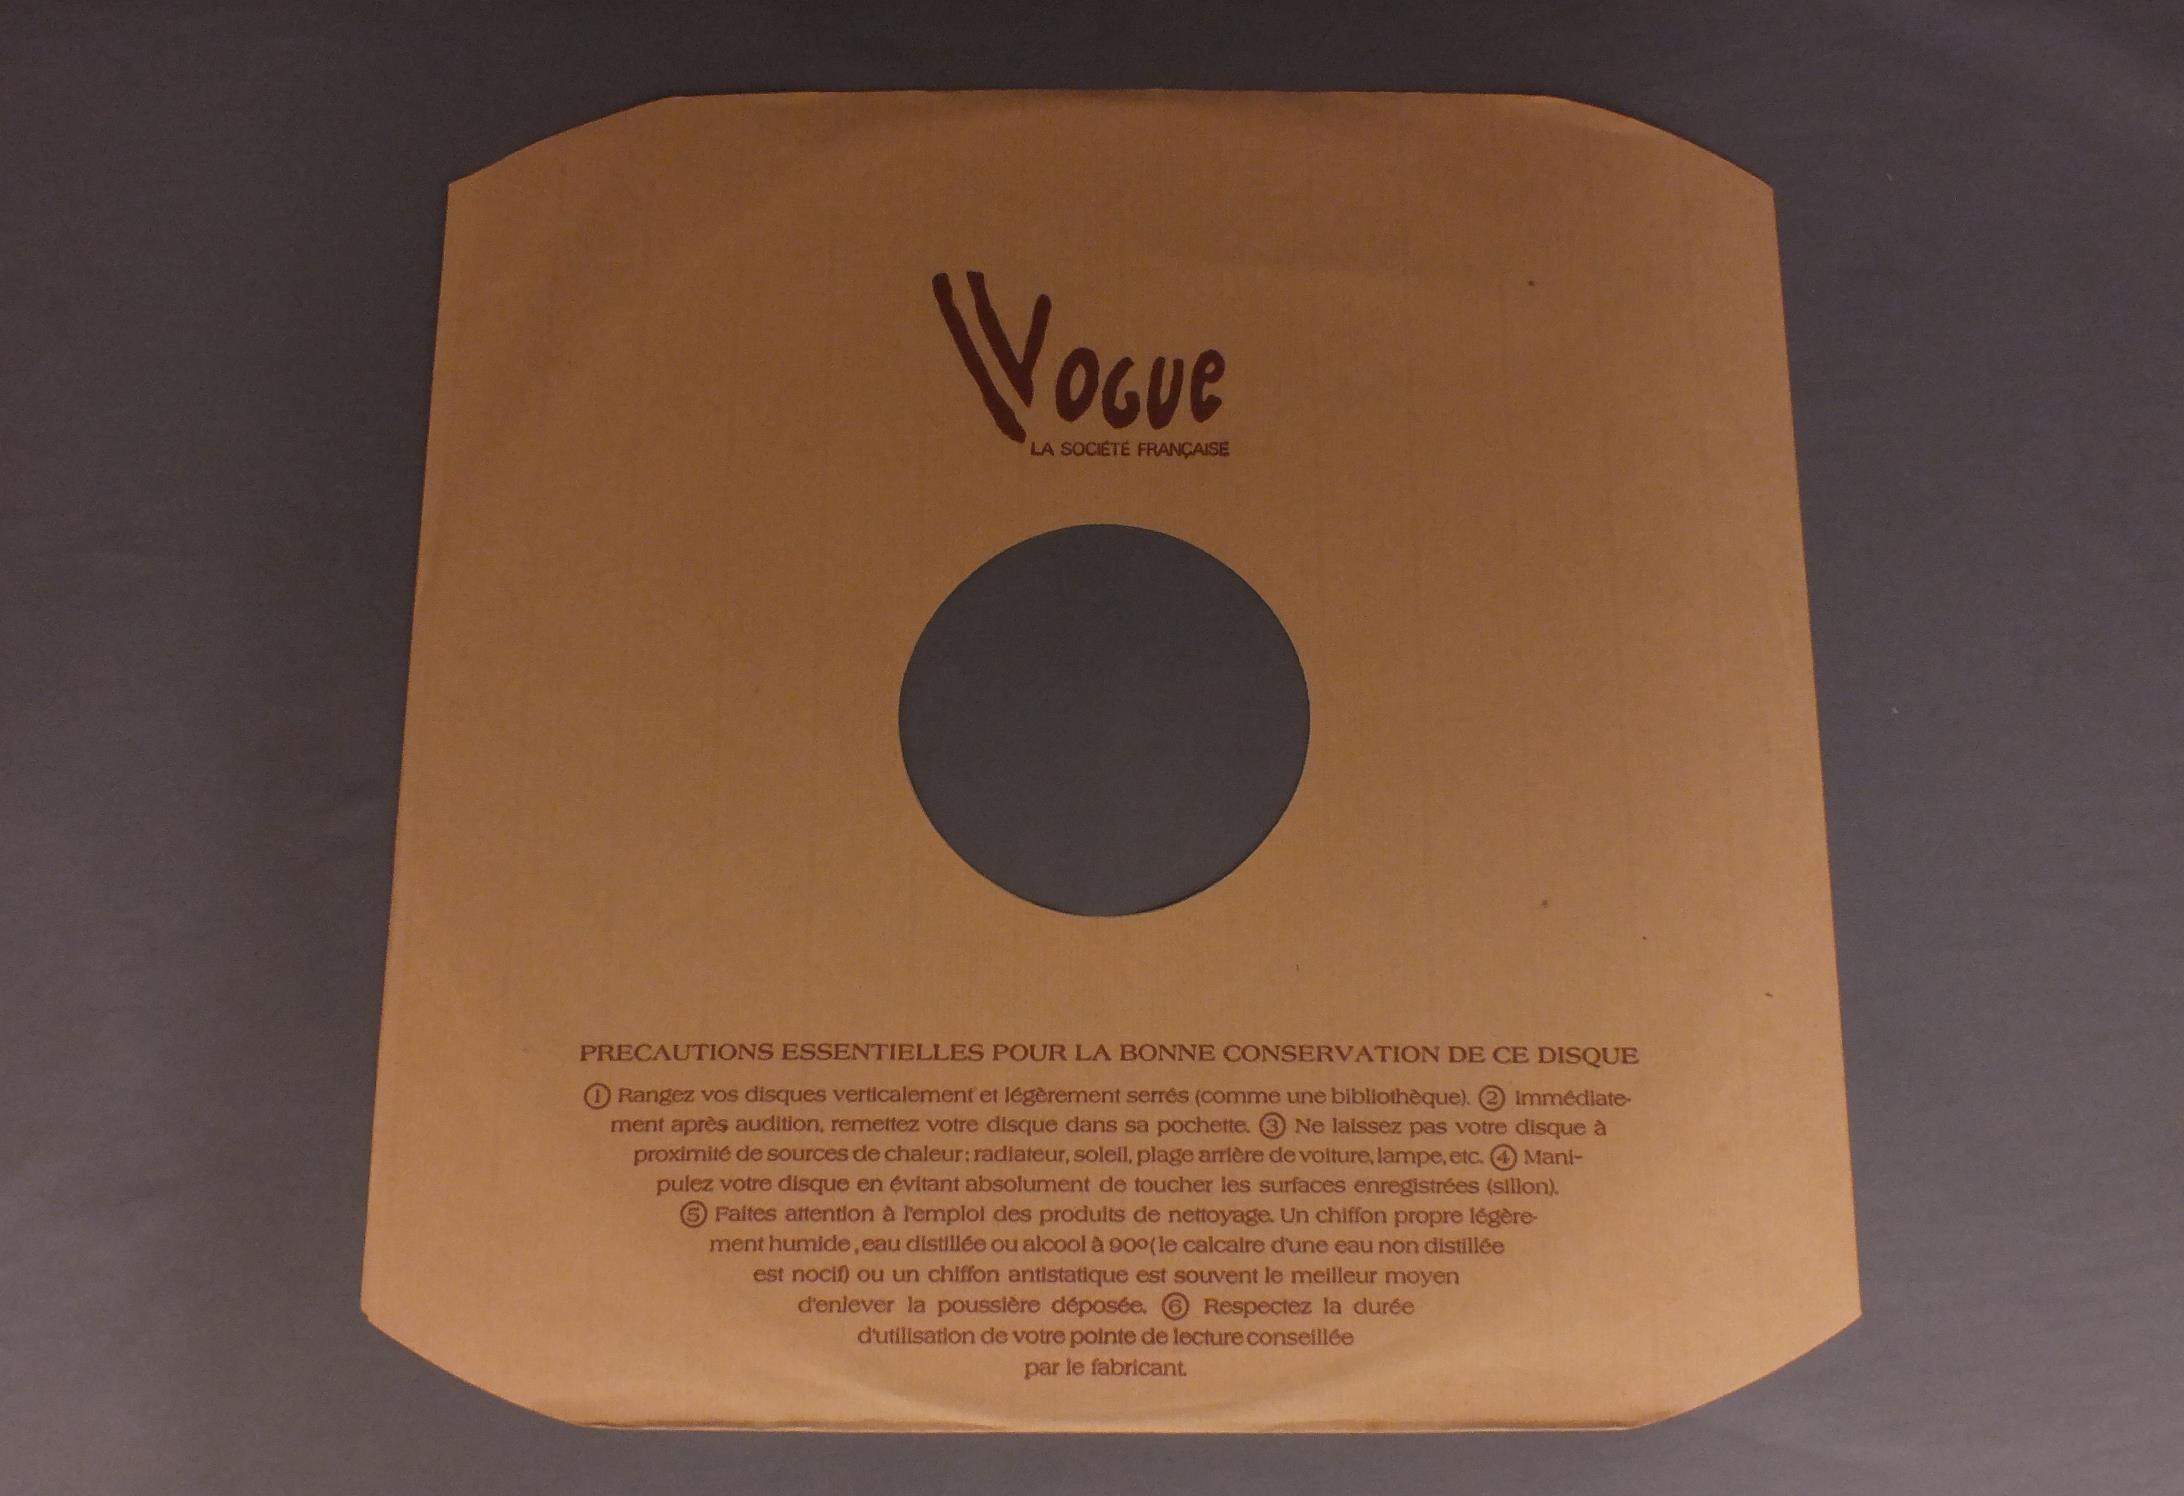 Vogue
LA SOCIÉTÉ FRANÇAISE
PRECAUTIONS ESSENTIELLES POUR LA BONNE CONSERVATION DE CE DISQUE
① Rangez vos disques verticalement et légèrement serrés (comme une bibliothèque). ② Immédiate-
ment après audition, remettez votre disque dans sa pochette. ③ Ne laissez pas votre disque à
proximité de sources de chaleur: radiateur, soleil, plage arrière de voiture, lampe, etc. ④ Mani-
pulez votre disque en évitant absolument de toucher les surfaces enregistrées (sillon).
⑤ Faites attention à l'emploi des produits de nettoyage. Un chiffon propre légère-
ment humide, eau distillée ou alcool à 90° (le calcaire d'une eau non distillée
est nocif) ou un chiffon antistatique est souvent le meilleur moyen
d'enlever la poussière déposée. ⑥ Respectez la durée
d'utilisation de votre pointe de lecture conseillée
par le fabricant.